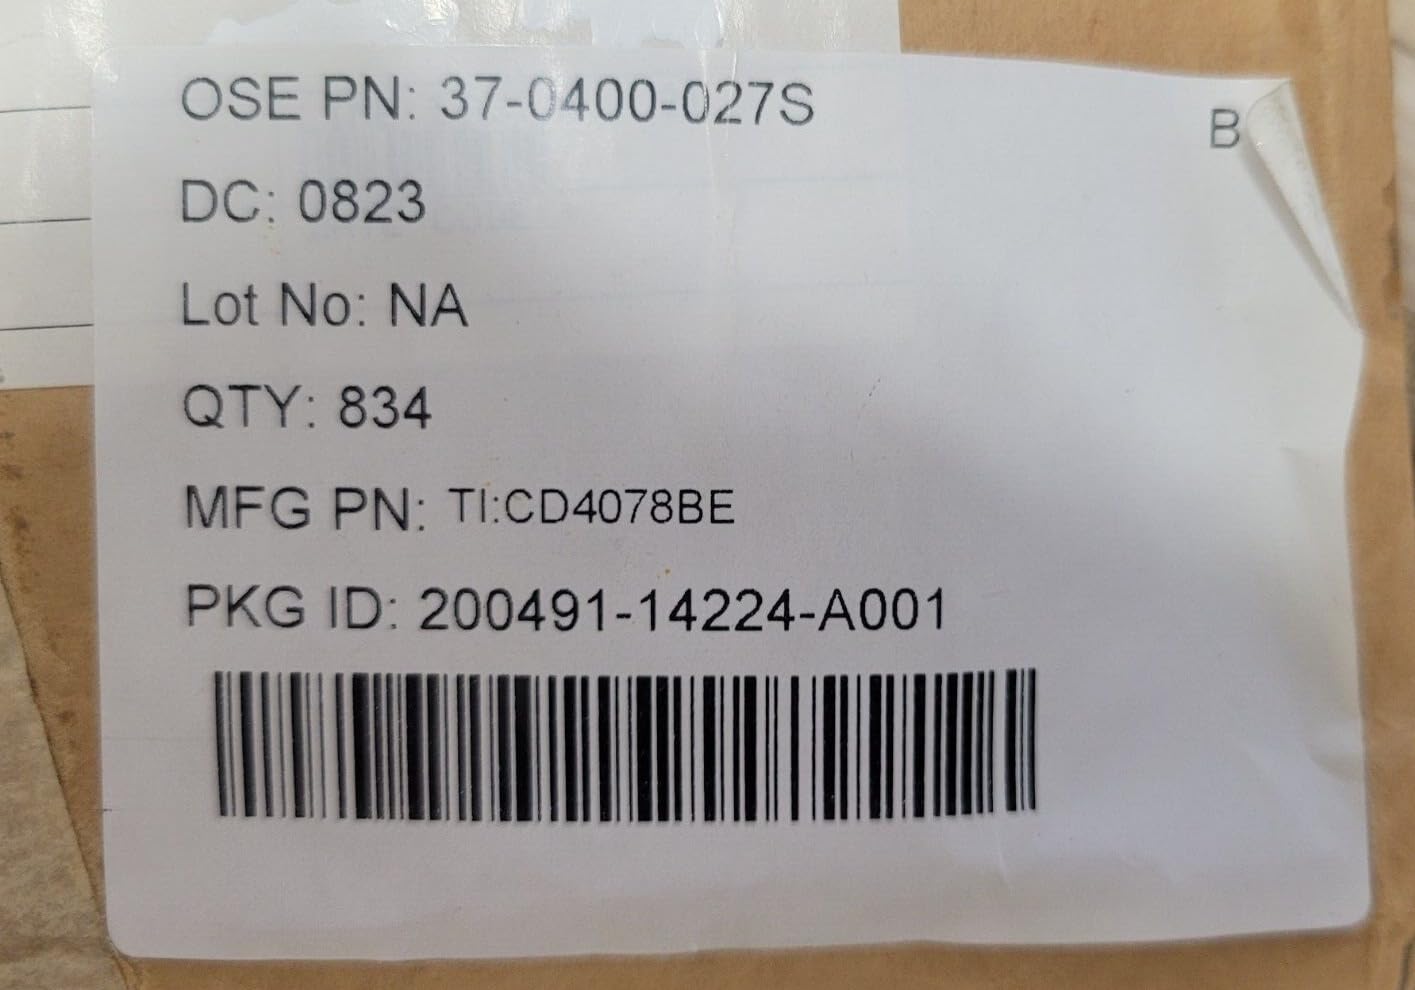 OSE PN: 37-0400-027S
B
DC: 0823
Lot No: NA
QTY: 834
MFG PN: TI:CD4078BE
PKG ID: 200491-14224-A001